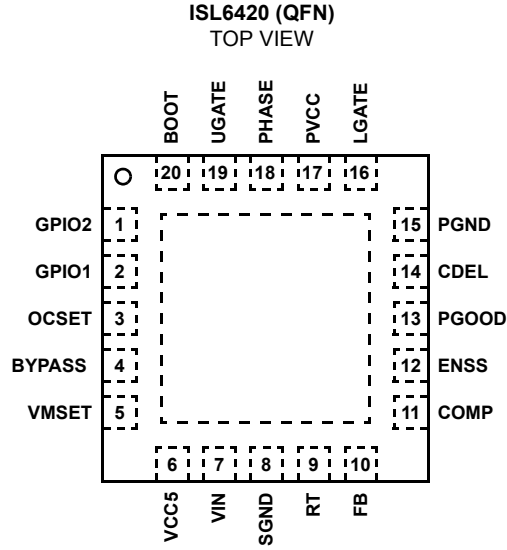 ISL6420 (QFN)
TOP VIEW
BOOT
UGATE
PHASE
PVCC
LGATE
20
19
18
17
16
GPIO2
1
GPIO1
2
OCSET
3
BYPASS
4
VMSET
5
15
PGND
14
CDEL
13
PGOOD
12
ENSS
11
COMP
6
7
8
9
10
VCC5
VIN
SGND
RT
FB